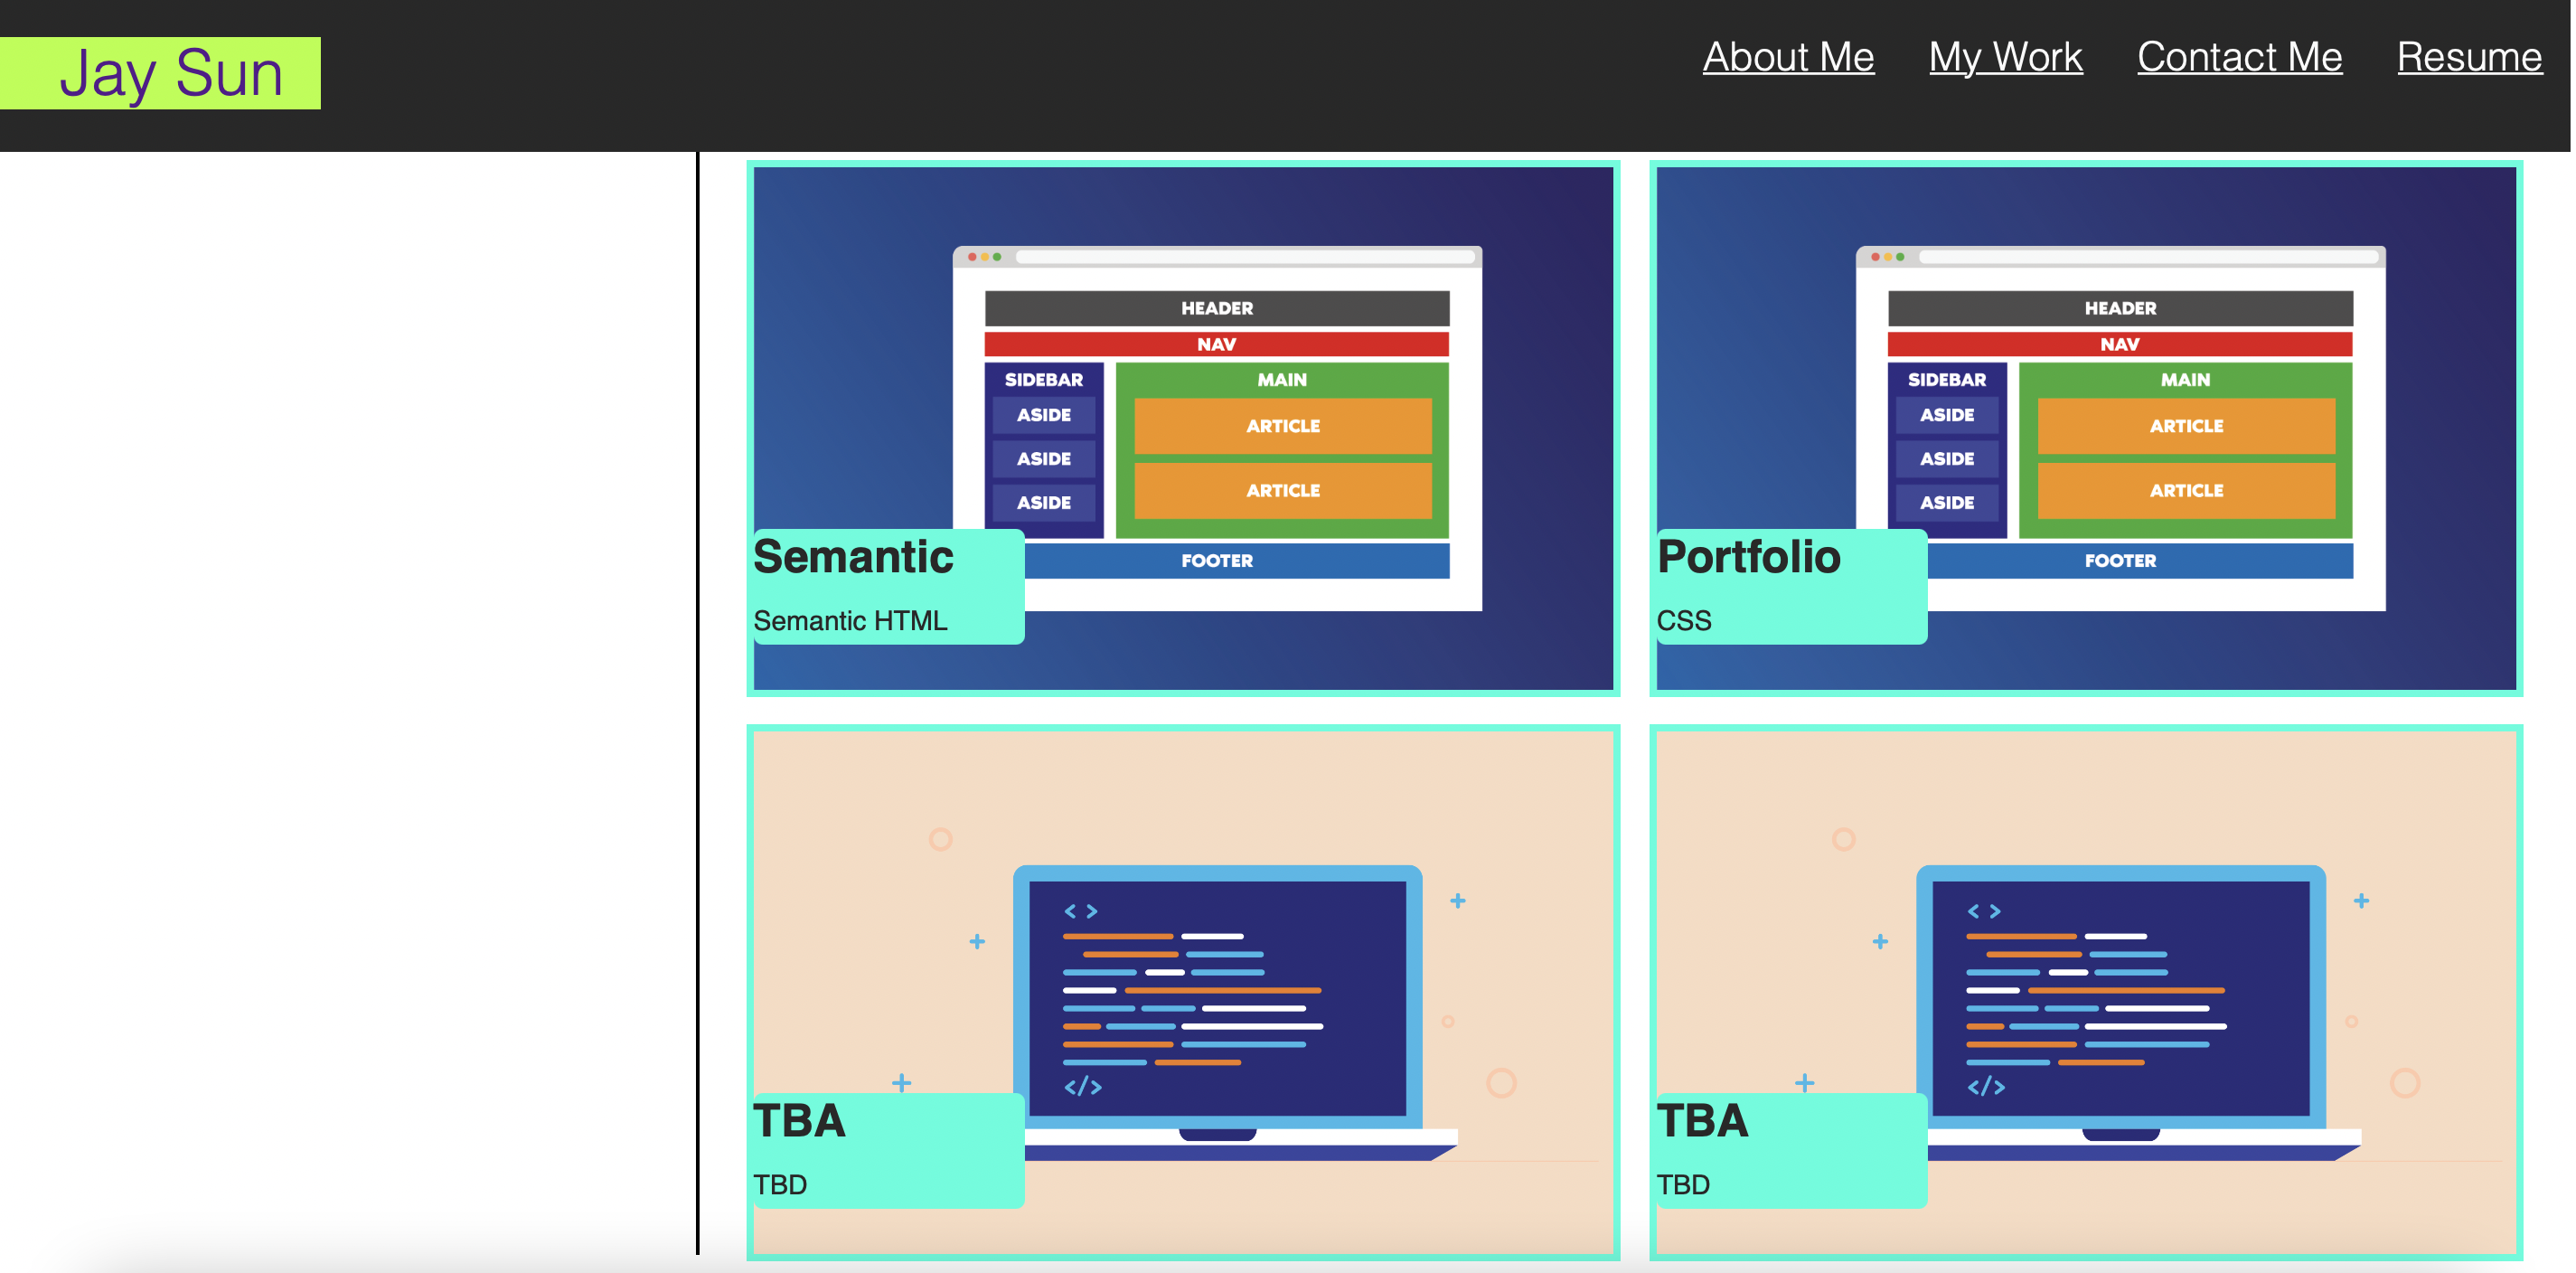 Jay Sun
About Me
My Work
Contact Me
Resume
HEADER
NAV
SIDEBAR
ASIDE
ASIDE
ASIDE
MAIN
ARTICLE
ARTICLE
FOOTER
Semantic
Semantic HTML
HEADER
NAV
SIDEBAR
ASIDE
ASIDE
ASIDE
MAIN
ARTICLE
ARTICLE
FOOTER
Portfolio
CSS
< >
</>
TBA
TBD
< >
</>
TBA
TBD